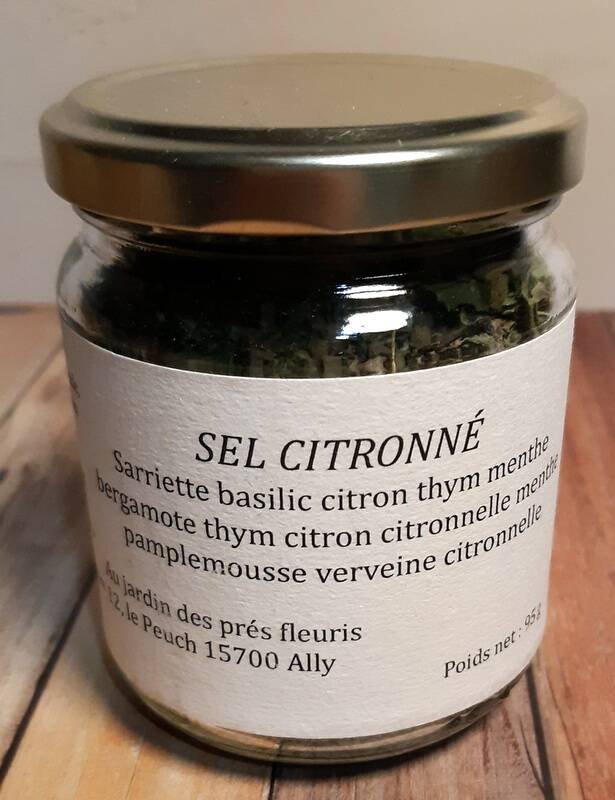 SEL CITRONNÉ
Sarriette basilic citron thym menthe
bergamote thym citron citronnelle menthe
pamplemousse verveine citronnelle
Au jardin des prés fleuris
12, le Peuch 15700 Ally
Poids net : 95g